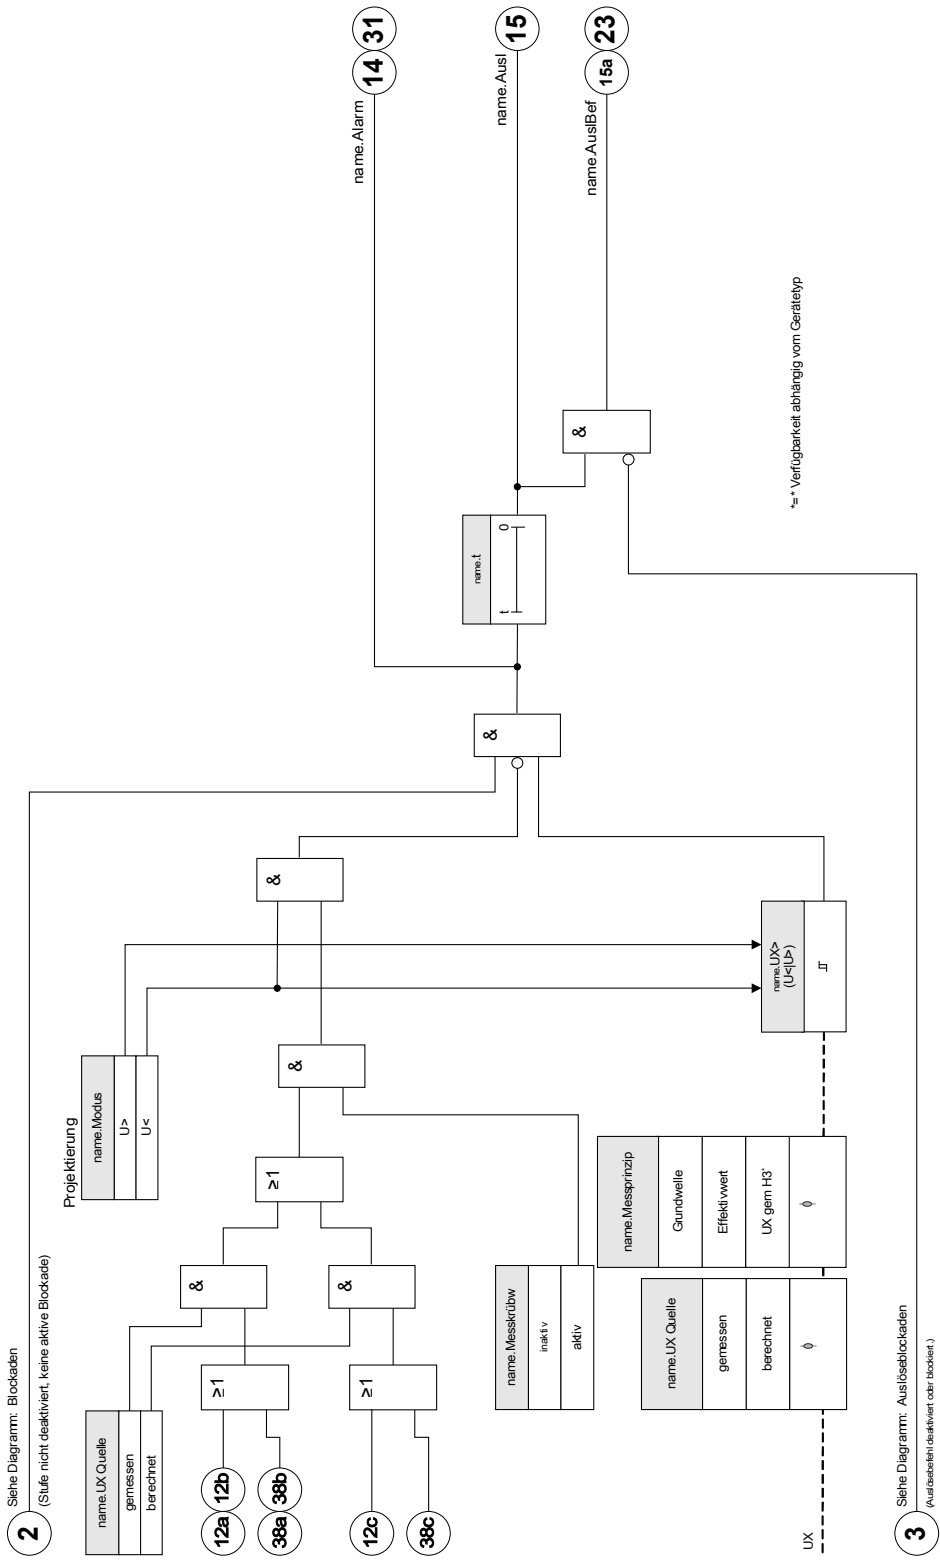 2
Siehe Diagramm: Blockaden
(Stufe nicht deaktiviert, keine aktive Blockade)
name.UX Quelle
gemessen
berechnet
12a
12b
38a
38b
12c
38c
≥1
≥1
&
&
≥1
Projektierung
name.Modus
U>
U<
&
&
name.Messkrübw
inaktiv
aktiv
UX
name.UX Quelle
gemessen
berechnet
ϕ
name.Messprinzip
Grundwelle
Effektivwert
UX gem H3*
ϕ
name.UX>
(U<|U>)
&
name.t
t
0
&
name.Alarm
14
31
name.Ausl
15
name.AuslBef
15a
23
*=* Verfügbarkeit abhängig vom Gerätetyp
3
Siehe Diagramm: Auslöseblockaden
(Auslösebefehl deaktiviert oder blockiert.)